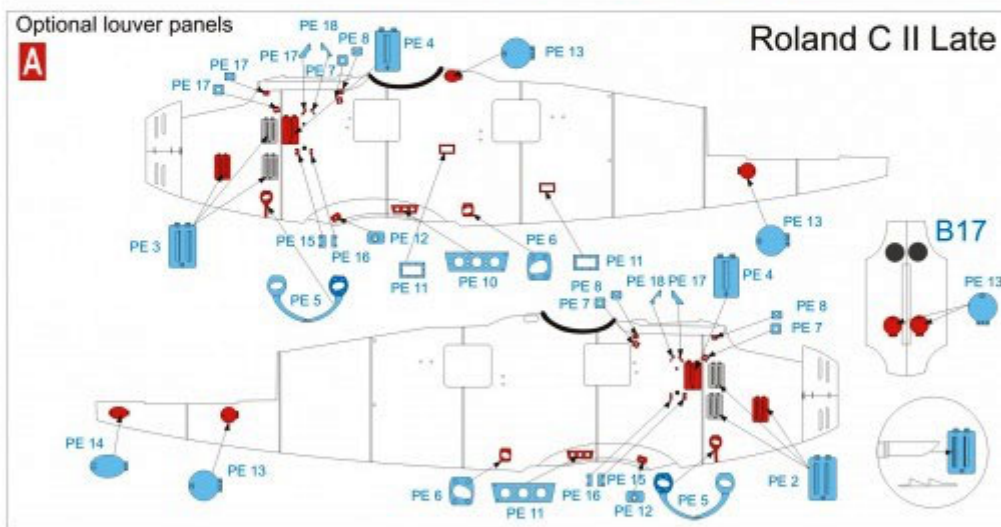 Optional louver panels
A
Roland C II Late
PE 18
PE 17
PE 8
PE 7
PE 4
PE 13
PE 17
PE 17
PE 3
PE 15
PE 16
PE 12
PE 5
PE 11
PE 10
PE 6
PE 11
PE 13
B17
PE 13
PE 18
PE 17
PE 4
PE 8
PE 7
PE 8
PE 7
PE 14
PE 13
PE 6
PE 11
PE 16
PE 15
PE 12
PE 5
PE 2